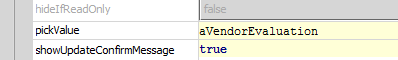 hideIfReadOnly false
pickValue aVendorEvaluation
showUpdateConfirmMessage true